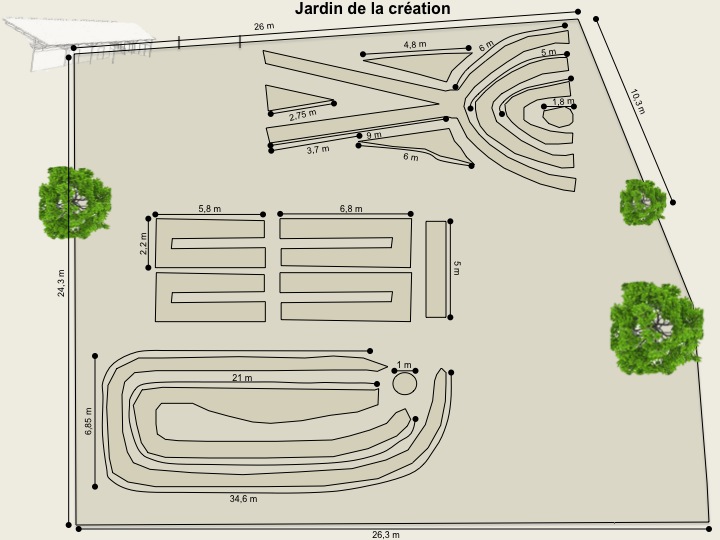 Jardin de la création
26 m
4,8 m
6 m
5 m
1,8 m
10,3 m
2,75 m
9 m
3,7 m
6 m
5,8 m
6,8 m
2,2 m
5 m
24,3 m
1 m
21 m
6,85 m
34,6 m
26,3 m